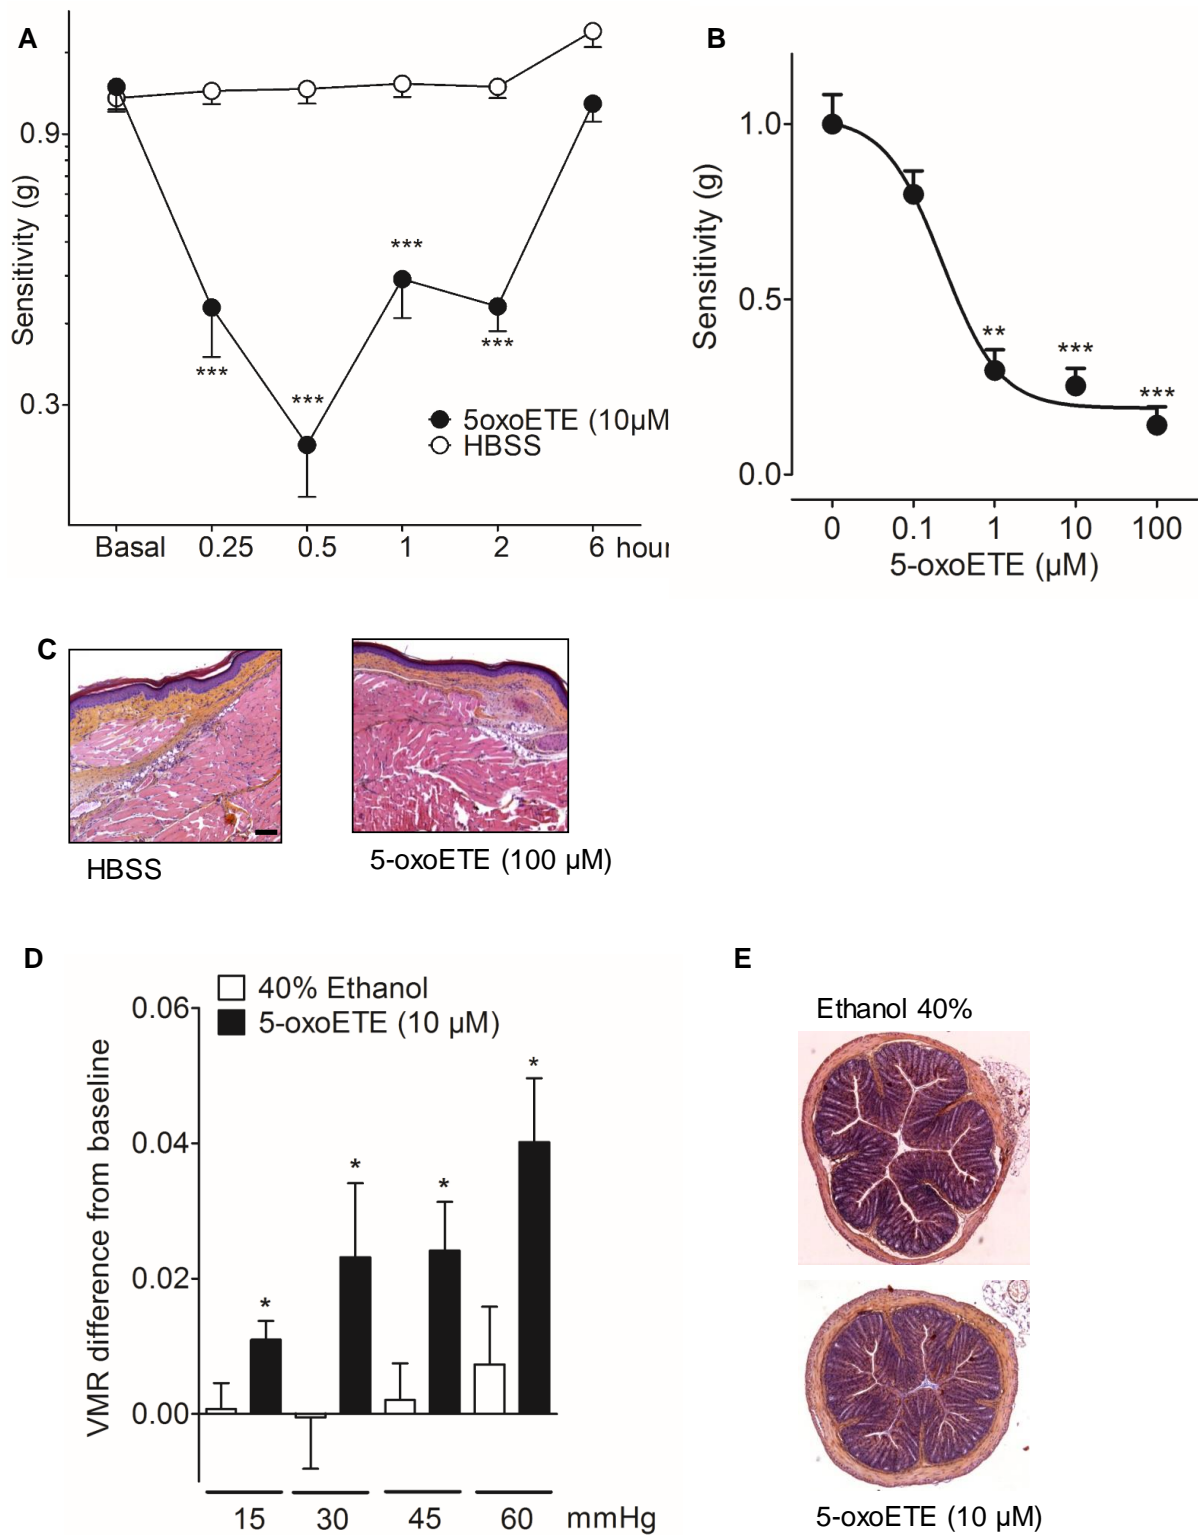 A
0.9
0.3
Sensitivity (g)
***
***
***
***
5oxoETE (10µM
HBSS
Basal 0.25 0.5 1 2 6 hour
B
1.0
0.5
0.0
Sensitivity (g)
**
***
***
0 0.1 1 10 100
5-oxoETE (µM)
C
HBSS
5-oxoETE (100 µM)
D
40% Ethanol
5-oxoETE (10 µM)
0.06
0.04
0.02
0.00
VMR difference from baseline
*
*
*
*
15 30 45 60 mmHg
E
Ethanol 40%
5-oxoETE (10 µM)